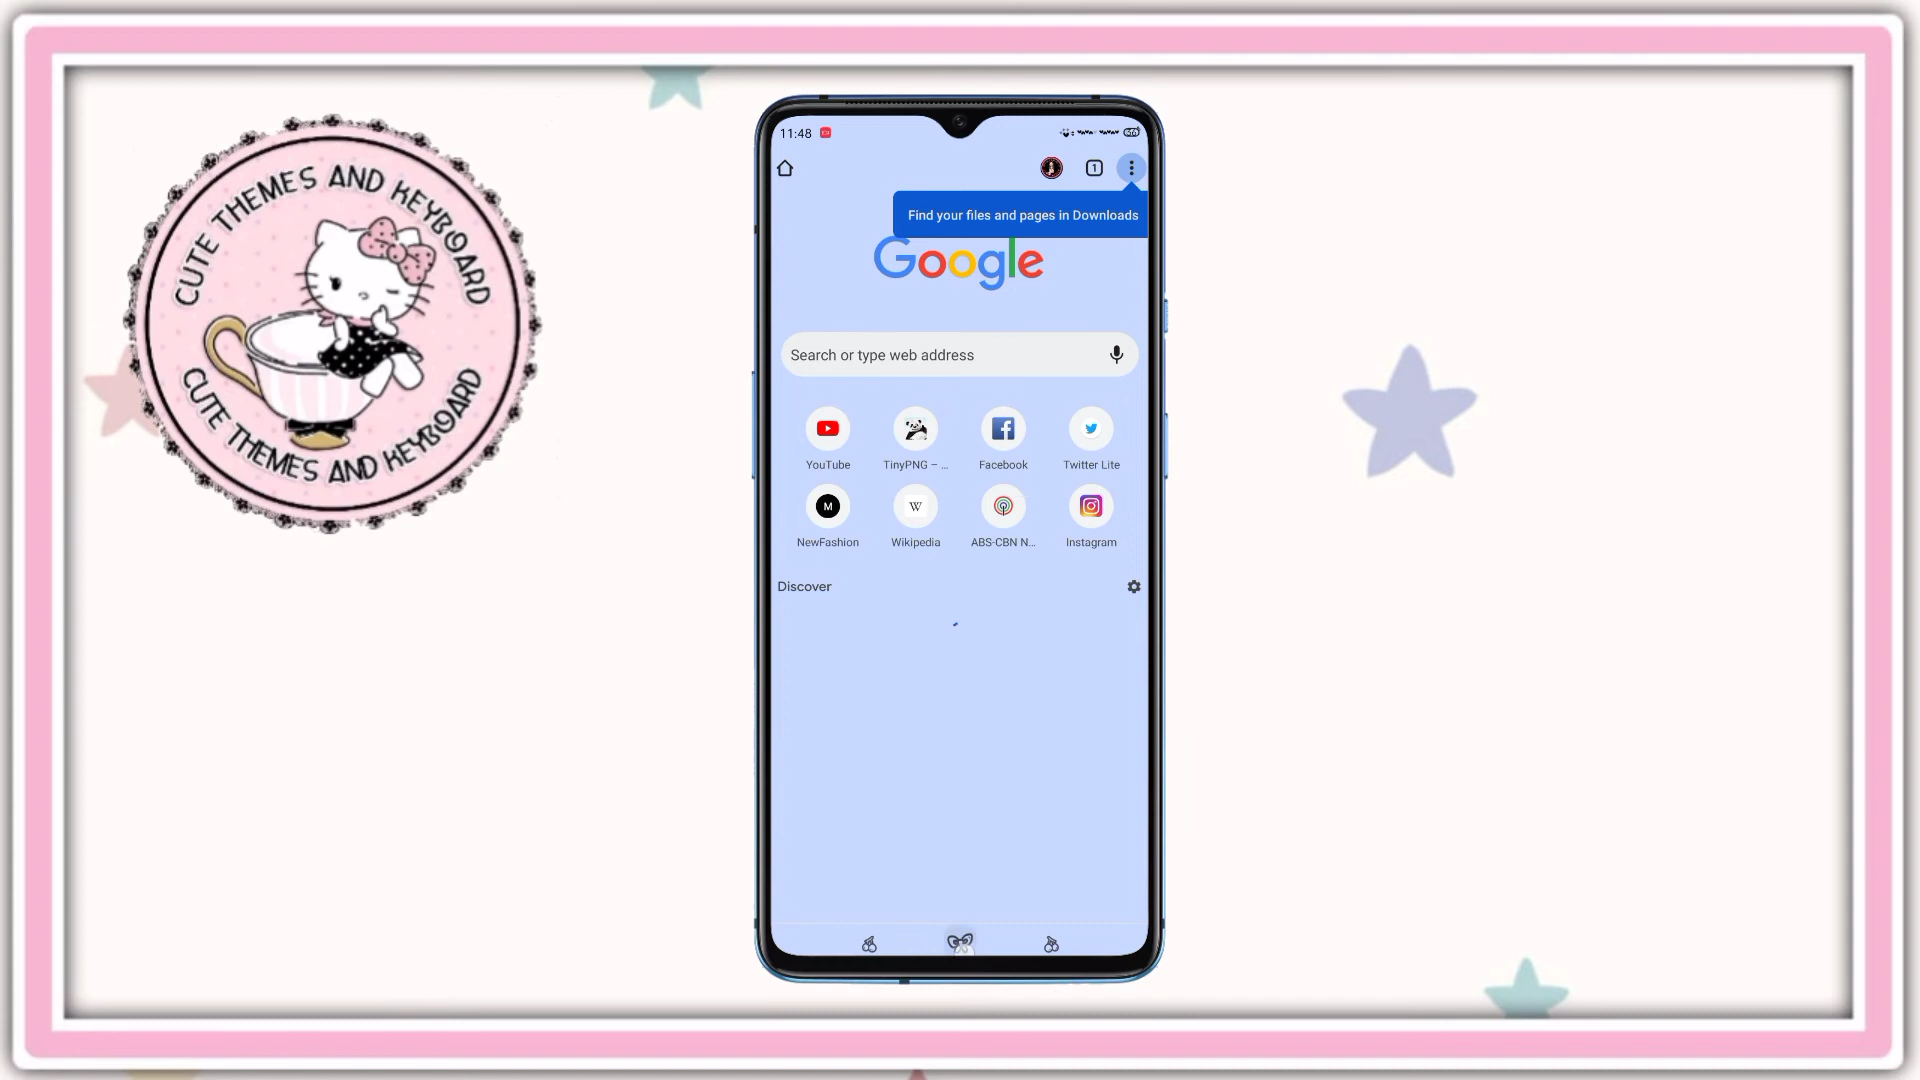 CUTE THEMES AND KEYBOARD
CUTE THEMES AND KEYBOARD
11:48
1
Find your files and pages in Downloads
Google
Search or type web address
YouTube
TinyPNG – ...
Facebook
Twitter Lite
M
W
NewFashion
Wikipedia
ABS-CBN N...
Instagram
Discover